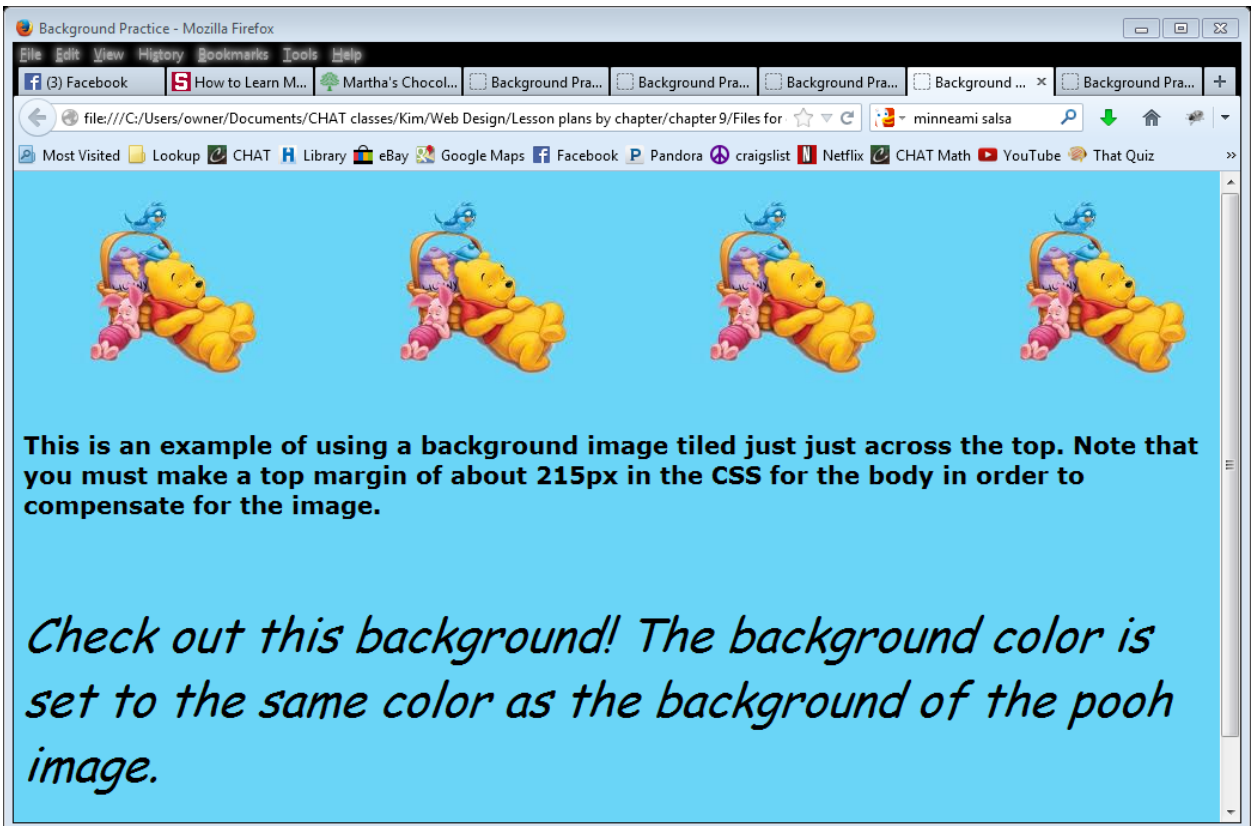 Background Practice - Mozilla Firefox
File Edit View History Bookmarks Tools Help
(3) Facebook How to Learn M... Martha's Chocol... Background Pra... Background Pra... Background Pra... Background ... Background Pra...
file:///C:/Users/owner/Documents/CHAT classes/Kim/Web Design/Lesson plans by chapter/chapter 9/Files for minneami salsa
Most Visited Lookup CHAT Library eBay Google Maps Facebook Pandora craigslist Netflix CHAT Math YouTube That Quiz
This is an example of using a background image tiled just just across the top. Note that
you must make a top margin of about 215px in the CSS for the body in order to
compensate for the image.
Check out this background! The background color is
set to the same color as the background of the pooh
image.